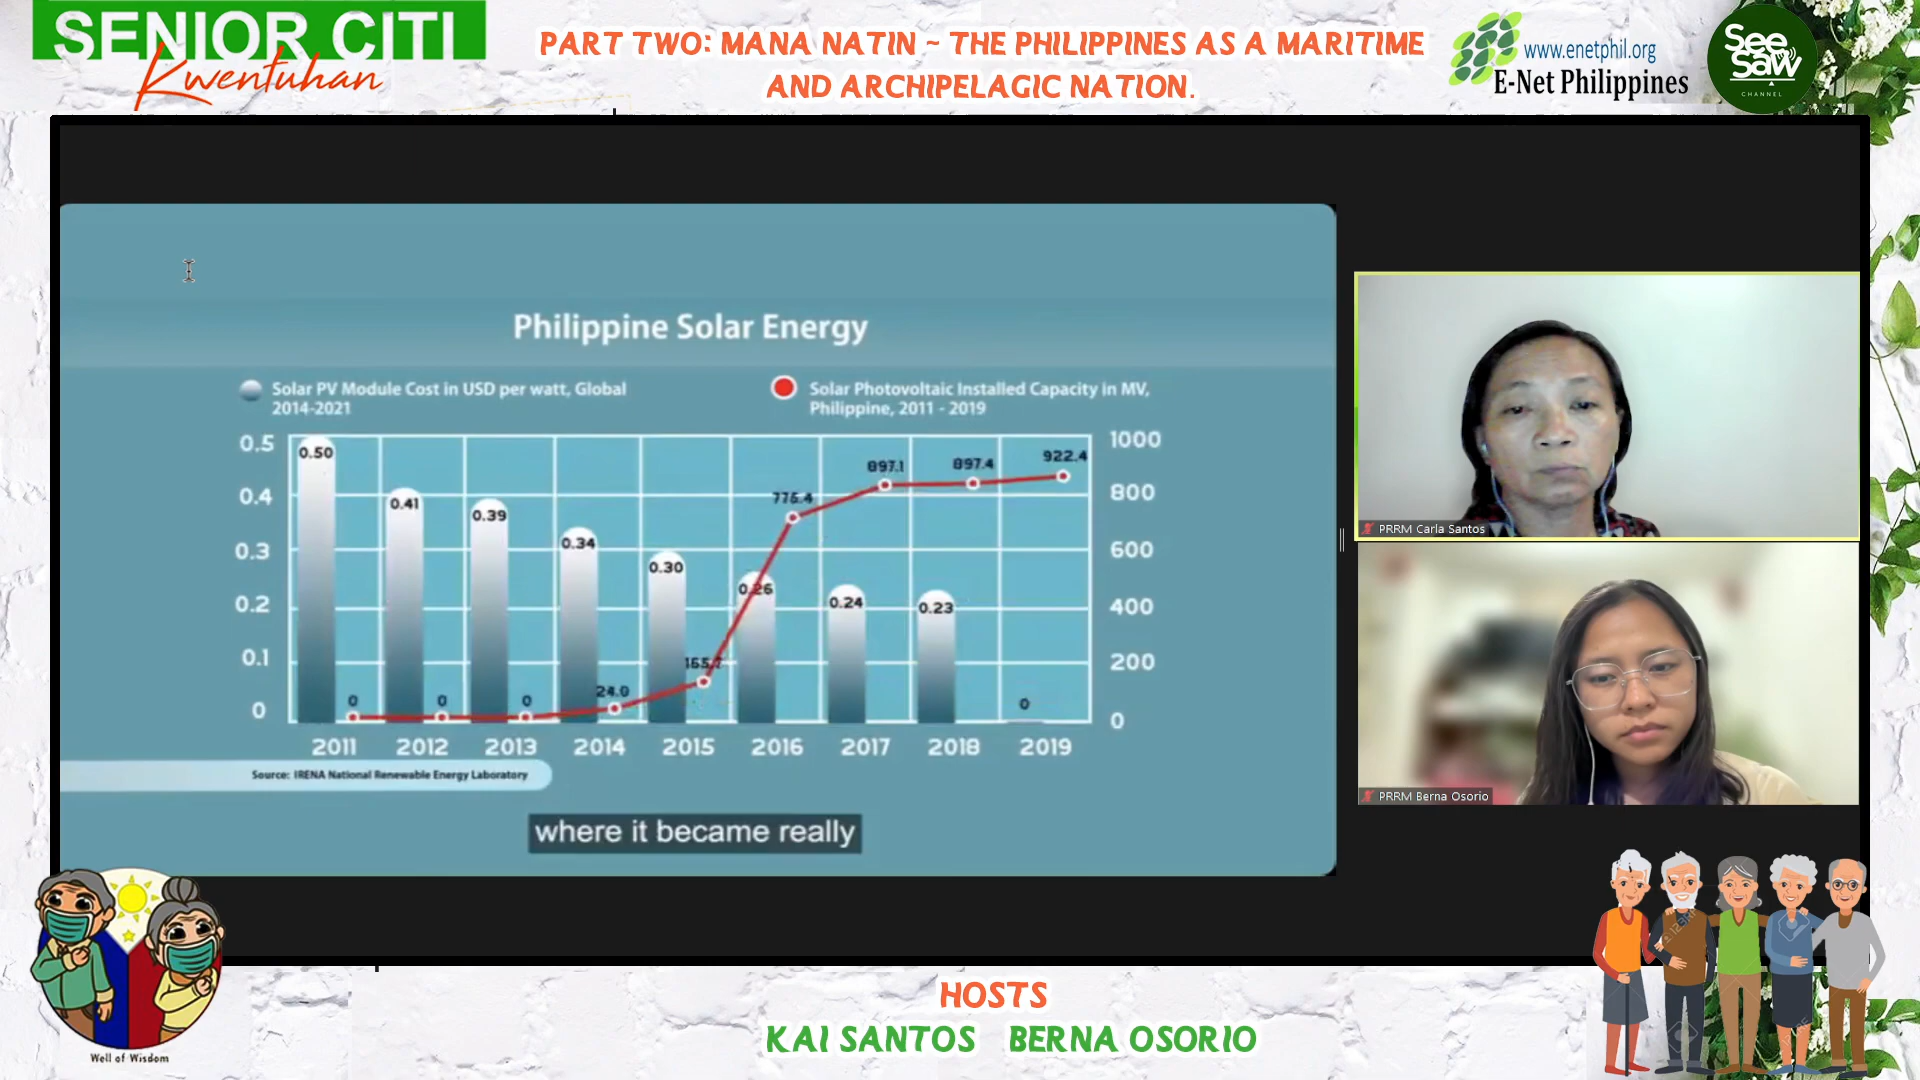 SENIOR CITI
Kwentuhan
PART TWO: MANA NATIN ~ THE PHILIPPINES AS A MARITIME
AND ARCHIPELAGIC NATION.
www.enetphil.org
E-Net Philippines
See
Saw
CHANNEL
Philippine Solar Energy
Solar PV Module Cost in USD per watt, Global
2014-2021
Solar Photovoltaic Installed Capacity in MV,
Philippine, 2011 - 2019
0.5
0.4
0.3
0.2
0.1
0
0.50
0.41
0.39
0.34
0.30
0.26
0.24
0.23
0
0
0
0
24.0
165.7
775.4
897.1
897.4
922.4
1000
800
600
400
200
0
2011 2012 2013 2014 2015 2016 2017 2018 2019
Source: IRENA National Renewable Energy Laboratory
where it became really
PRRM Carla Santos
PRRM Berna Osorio
Well of Wisdom
HOSTS
KAI SANTOS BERNA OSORIO